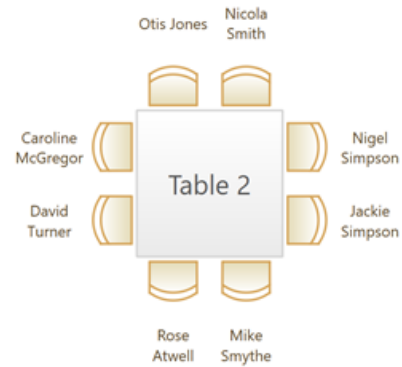 Otis Jones
Nicola
Smith
Caroline
McGregor
Nigel
Simpson
Table 2
David
Turner
Jackie
Simpson
Rose
Atwell
Mike
Smythe